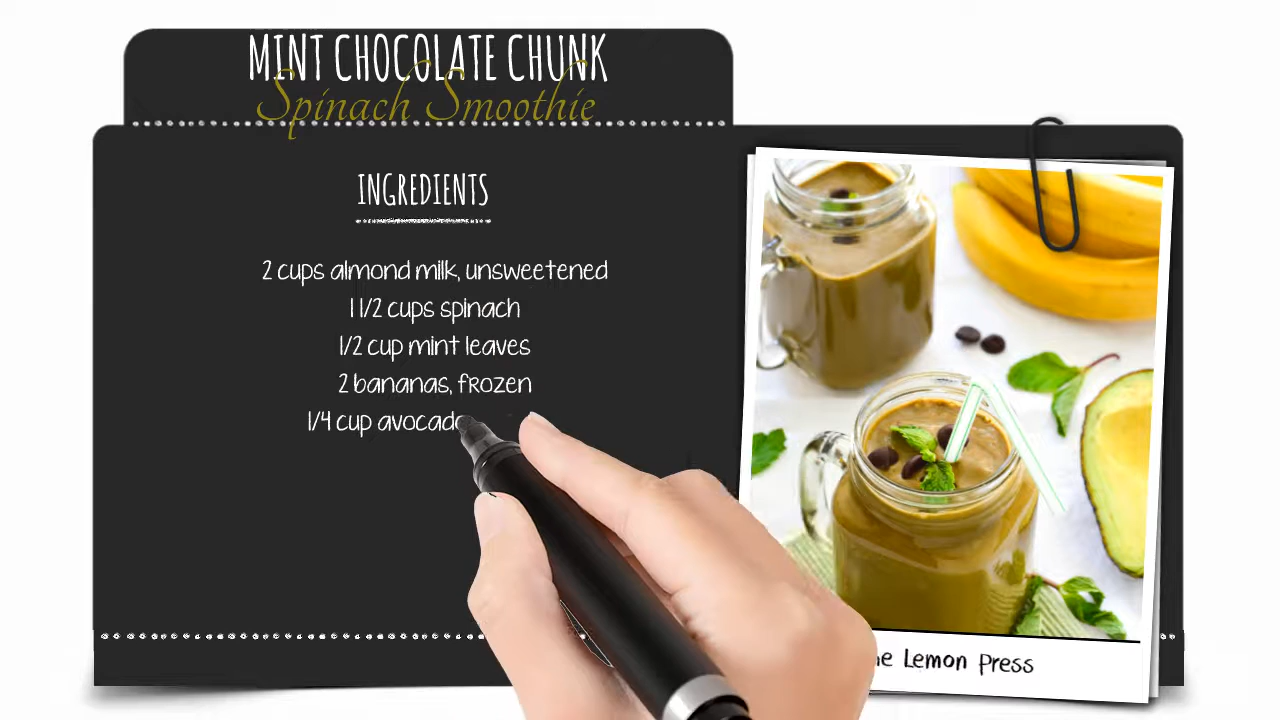 MINT CHOCOLATE CHUNK
Spinach Smoothie
INGREDIENTS
2 cups almond milk, unsweetened
1 1/2 cups spinach
1/2 cup mint leaves
2 bananas, frozen
1/4 cup avocado
Lemon Press